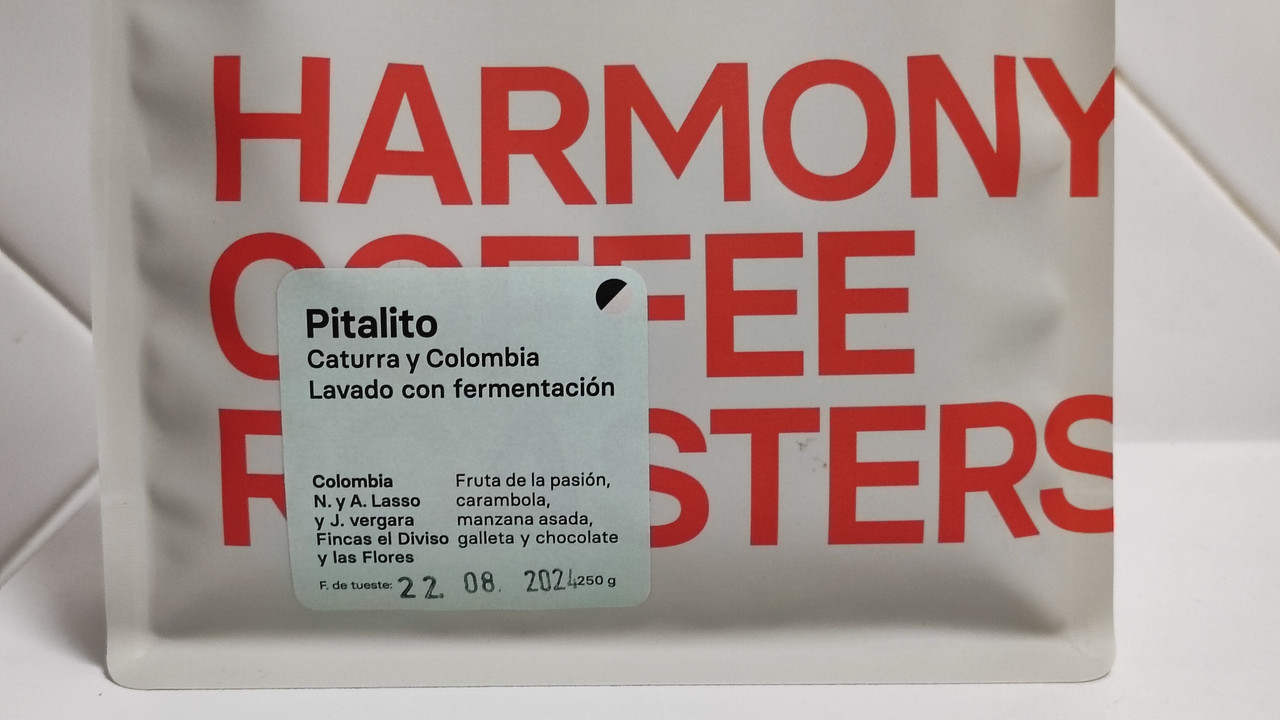 HARMONY
COFFEE
ROASTERS
Pitalito
Caturra y Colombia
Lavado con fermentación
Colombia
N. y A. Lasso
y J. vergara
Fincas el Diviso
y las Flores
Fruta de la pasión,
carambola,
manzana asada,
galleta y chocolate
F. de tueste: 22. 08. 2024 250 g